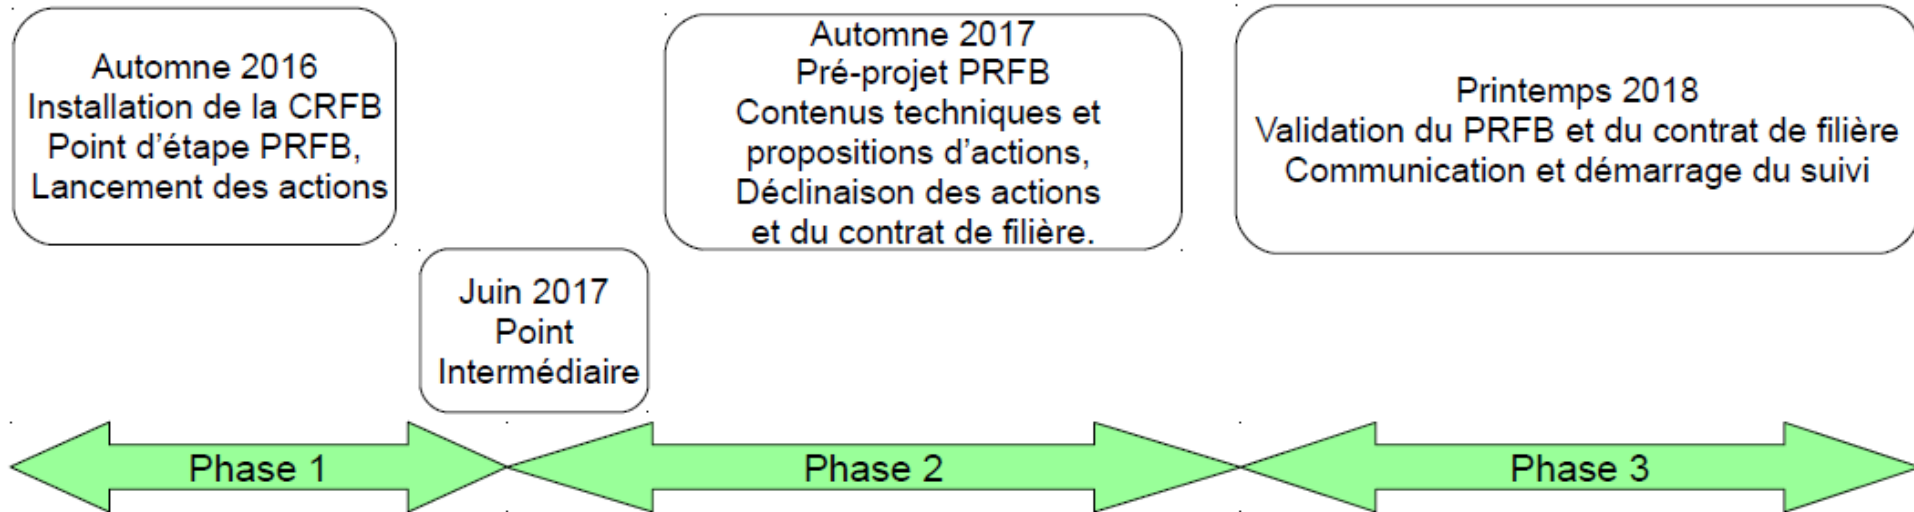 Automne 2016
Installation de la CRFB
Point d'étape PRFB,
Lancement des actions
Juin 2017
Point
Intermédiaire
Automne 2017
Pré-projet PRFB
Contenus techniques et
propositions d'actions,
Déclinaison des actions
et du contrat de filière.
Printemps 2018
Validation du PRFB et du contrat de filière
Communication et démarrage du suivi
Phase 1
Phase 2
Phase 3